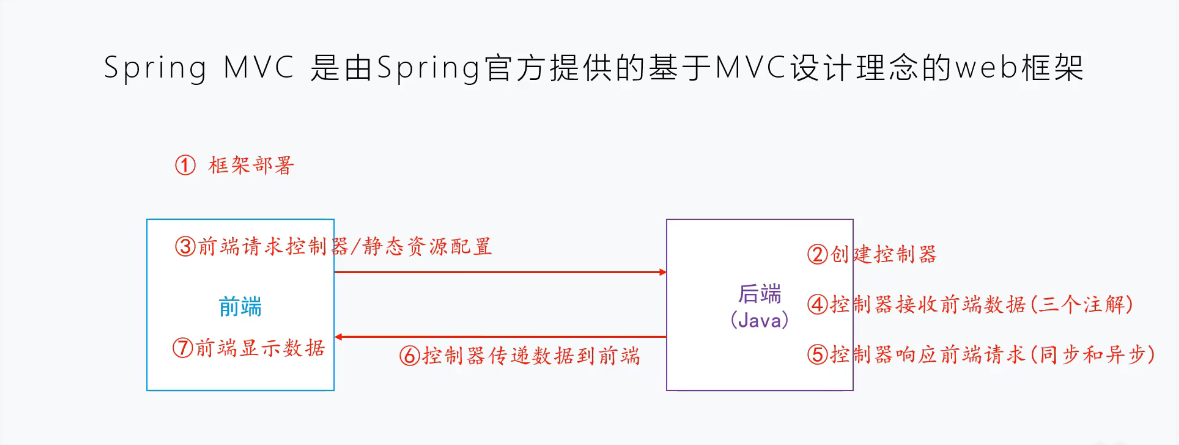 Spring MVC 是由Spring官方提供的基于MVC设计理念的web框架
① 框架部署
③前端请求控制器/静态资源配置
②创建控制器
前端
后端
(Java)
④控制器接收前端数据(三个注解)
⑦前端显示数据
⑥控制器传递数据到前端
⑤控制器响应前端请求(同步和异步)